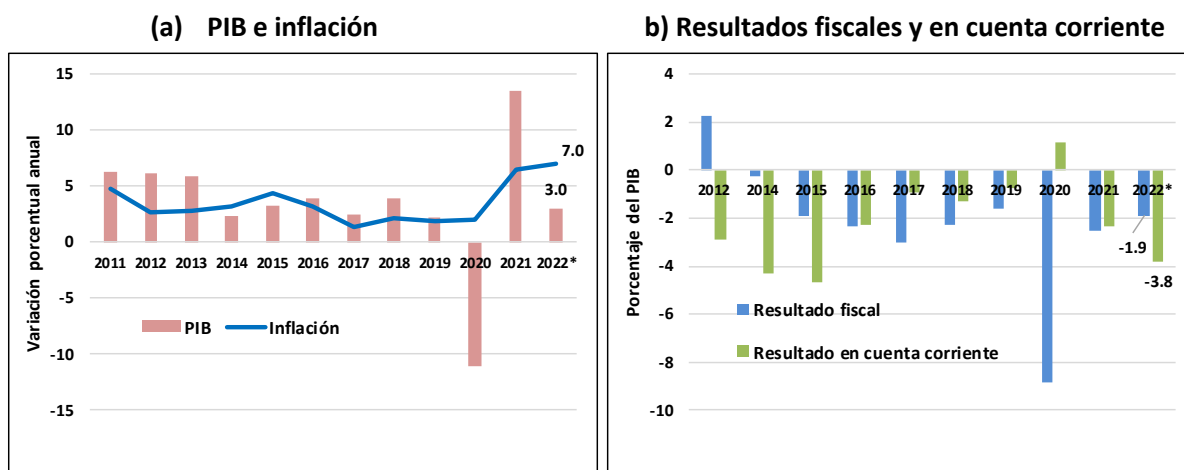 (a) PIB e inflación
Variación porcentual anual
15
10
5
0
-5
-10
-15
7.0
3.0
2011 2012 2013 2014 2015 2016 2017 2018 2019 2020 2021 2022*
PIB Inflación
b) Resultados fiscales y en cuenta corriente
Porcentaje del PIB
4
2
0
-2
-4
-6
-8
-10
2012 2014 2015 2016 2017 2018 2019 2020 2021 2022*
-1.9
-3.8
Resultado fiscal
Resultado en cuenta corriente